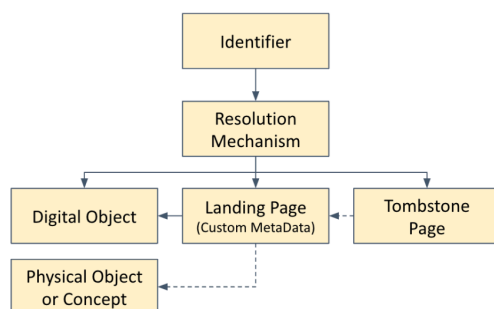 Identifier
Resolution
Mechanism
Digital Object
Landing Page
(Custom MetaData)
Tombstone
Page
Physical Object
or Concept